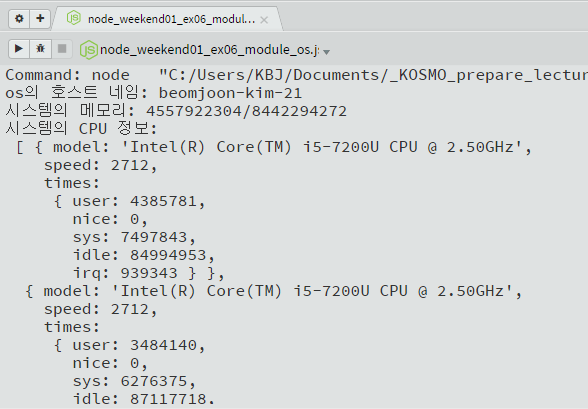 node_weekend01_ex06_modula
node_weekend01_ex06_module_os.js
Command: node   "C:/Users/KBJ/Documents/_KOSMO_prepare_lectur
os의 호스트 네임: beomjoon-kim-21
시스템의 메모리: 4557922304/8442294272
시스템의 CPU 정보:
[ { model: 'Intel(R) Core(TM) i5-7200U CPU @ 2.50GHz',
speed: 2712,
times:
{ user: 4385781,
nice: 0,
sys: 7497843,
idle: 84994953,
irq: 939343 } },
{ model: 'Intel(R) Core(TM) i5-7200U CPU @ 2.50GHz',
speed: 2712,
times:
{ user: 3484140,
nice: 0,
sys: 6276375,
idle: 87117718,